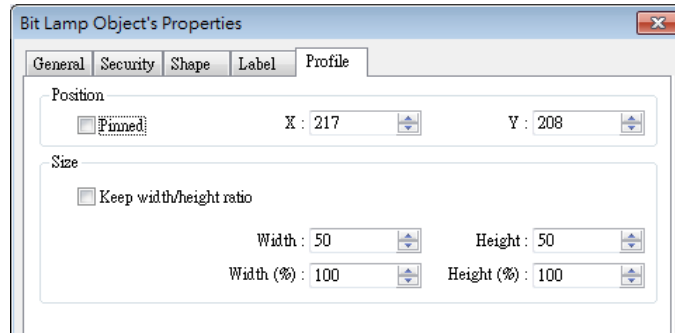 Bit Lamp Object's Properties
General Security Shape Label Profile
Position
Pinned X : 217 Y : 208
Size
Keep width/height ratio
Width : 50 Height : 50
Width (%) : 100 Height (%) : 100